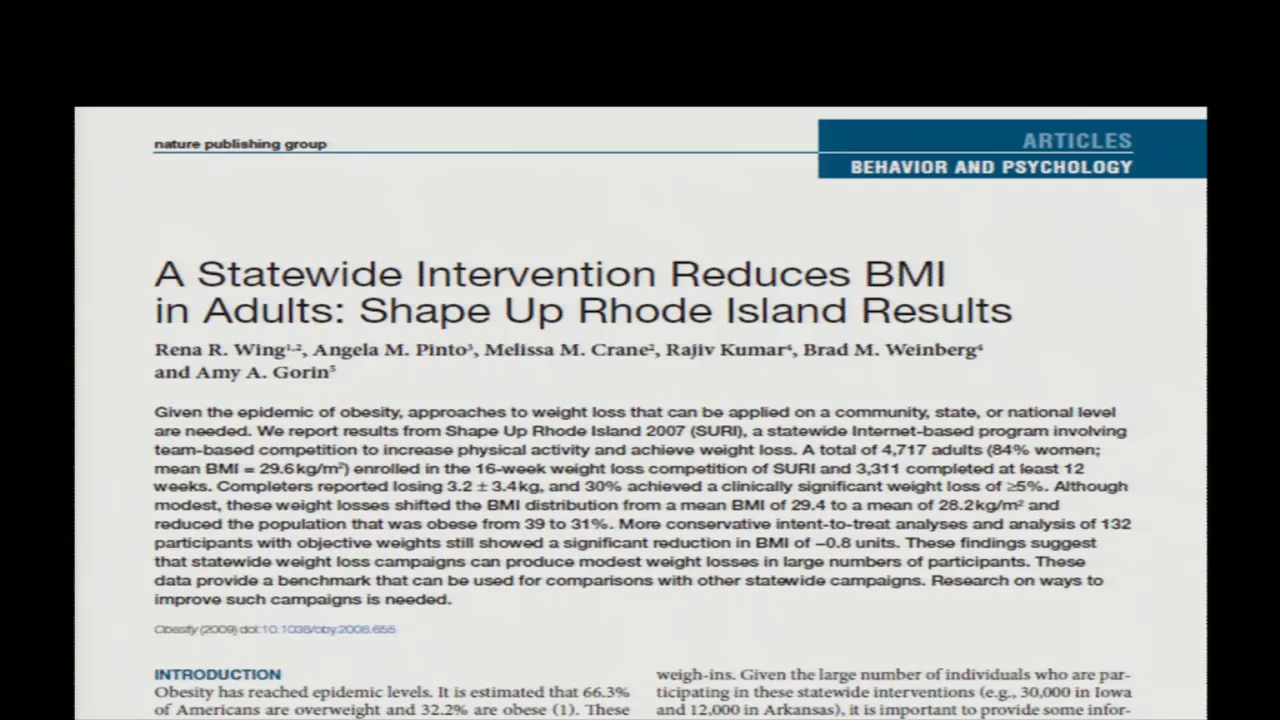 nature publishing group
ARTICLES
BEHAVIOR AND PSYCHOLOGY
A Statewide Intervention Reduces BMI
in Adults: Shape Up Rhode Island Results
Rena R. Wing¹,², Angela M. Pinto³, Melissa M. Crane², Rajiv Kumar⁴, Brad M. Weinberg⁴
and Amy A. Gorin⁵
Given the epidemic of obesity, approaches to weight loss that can be applied on a community, state, or national level
are needed. We report results from Shape Up Rhode Island 2007 (SURI), a statewide Internet-based program involving
team-based competition to increase physical activity and achieve weight loss. A total of 4,717 adults (84% women;
mean BMI = 29.6 kg/m²) enrolled in the 16-week weight loss competition of SURI and 3,311 completed at least 12
weeks. Completers reported losing 3.2 ± 3.4 kg, and 30% achieved a clinically significant weight loss of ≥5%. Although
modest, these weight losses shifted the BMI distribution from a mean BMI of 29.4 to a mean of 28.2 kg/m² and
reduced the population that was obese from 39 to 31%. More conservative intent-to-treat analyses and analysis of 132
participants with objective weights still showed a significant reduction in BMI of −0.8 units. These findings suggest
that statewide weight loss campaigns can produce modest weight losses in large numbers of participants. These
data provide a benchmark that can be used for comparisons with other statewide campaigns. Research on ways to
improve such campaigns is needed.
Obesity (2009) doi:10.1038/oby.2008.655
INTRODUCTION
Obesity has reached epidemic levels. It is estimated that 66.3%
of Americans are overweight and 32.2% are obese (1). These
weigh-ins. Given the large number of individuals who are par-
ticipating in these statewide interventions (e.g., 30,000 in Iowa
and 12,000 in Arkansas), it is important to provide some infor-